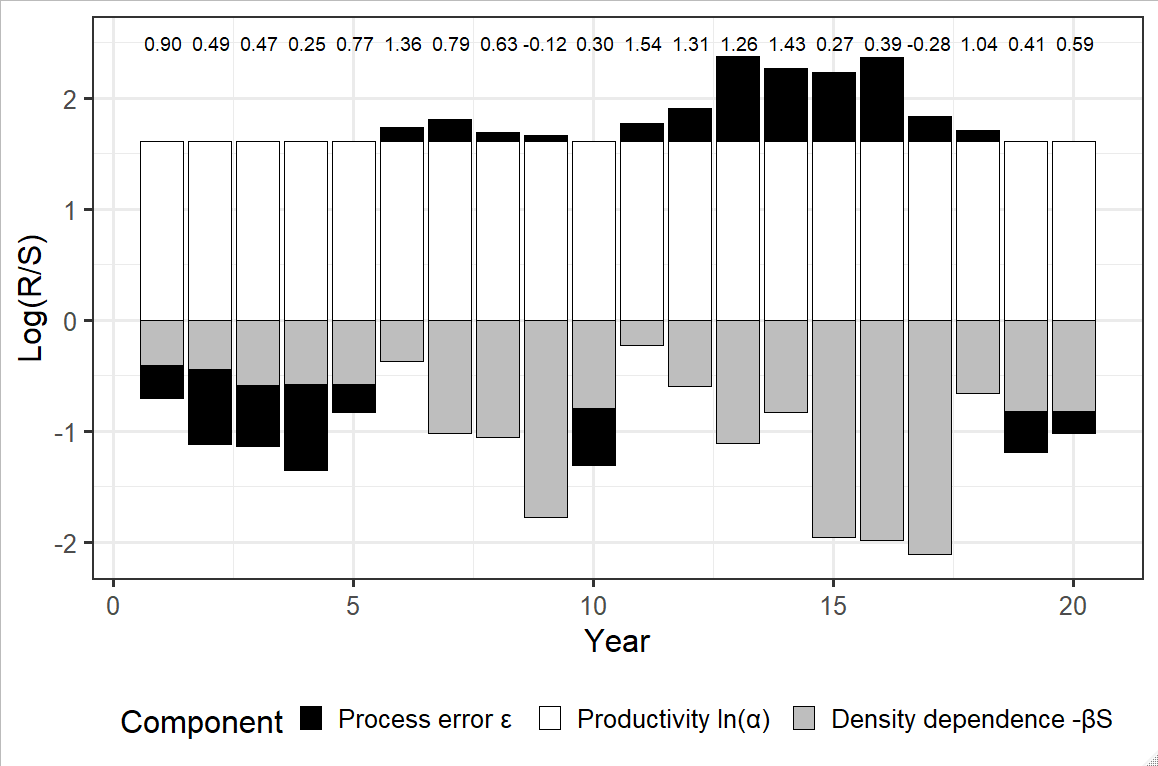 0.90 0.49 0.47 0.25 0.77 1.36 0.79 0.63 -0.12 0.30 1.54 1.31 1.26 1.43 0.27 0.39 -0.28 1.04 0.41 0.59
2
1
0
-1
-2
Log(R/S)
0 5 10 15 20
Year
Component Process error ε Productivity ln(α) Density dependence -βS